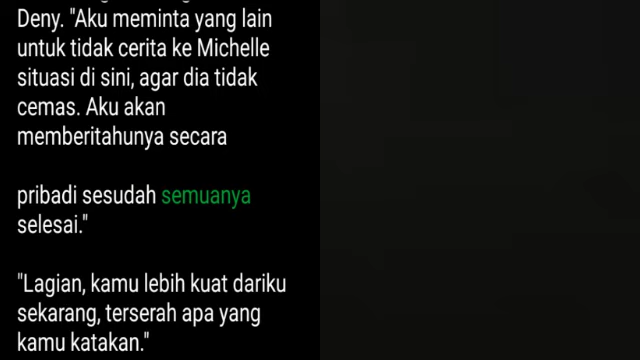 Deny. "Aku meminta yang lain
untuk tidak cerita ke Michelle
situasi di sini, agar dia tidak
cemas. Aku akan
memberitahunya secara
pribadi sesudah semuanya
selesai."
"Lagian, kamu lebih kuat dariku
sekarang, terserah apa yang
kamu katakan."